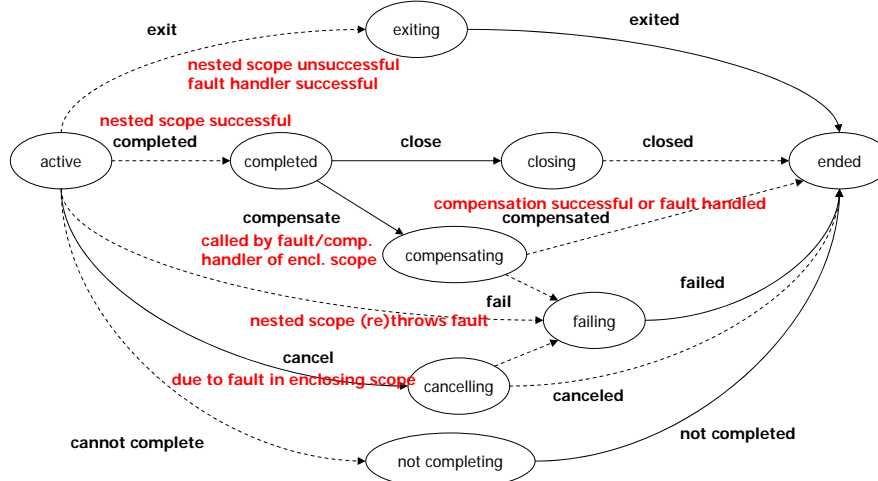 exit
exiting
exited
nested scope unsuccessful
fault handler successful
nested scope successful
completed
close
closed
active
completed
closing
ended
compensation successful or fault handled
compensate
compensated
called by fault/comp.
handler of encl. scope
compensating
fail
failed
nested scope (re)throws fault
failing
cancel
due to fault in enclosing scope
cancelling
canceled
cannot complete
not completed
not completing